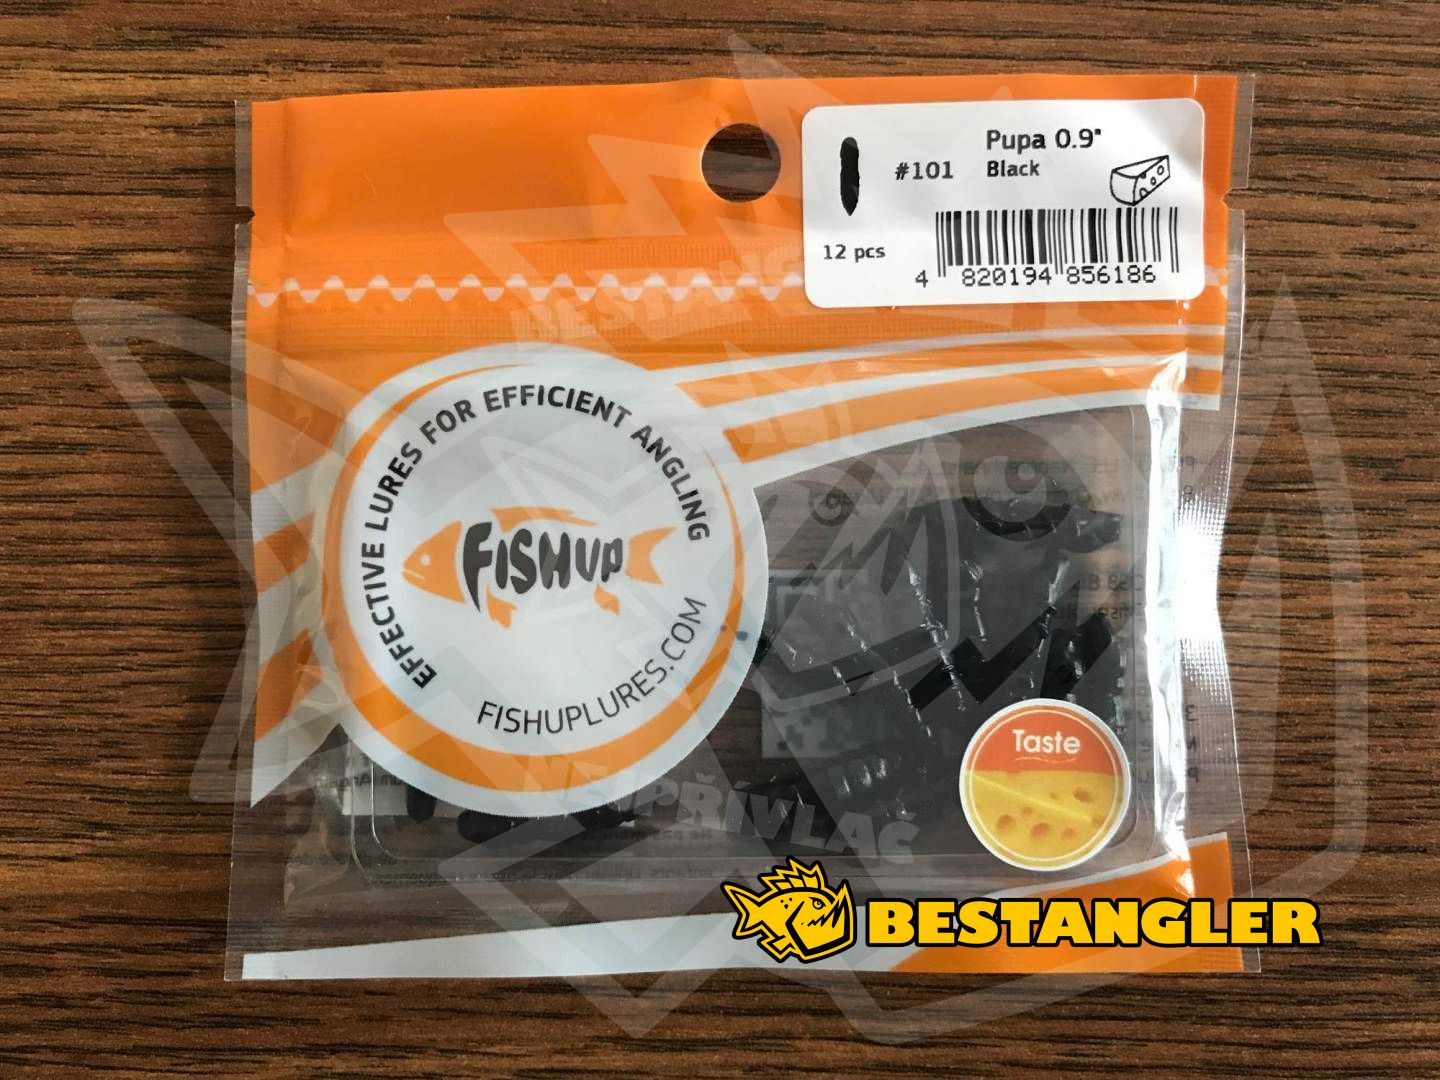 Pupa 0.9"
#101 Black
12 pcs
4 820194 856186
EFFECTIVE LURES FOR EFFICIENT ANGLING
FISHUP
FISHUPLURES.COM
Taste
BESTANGLER